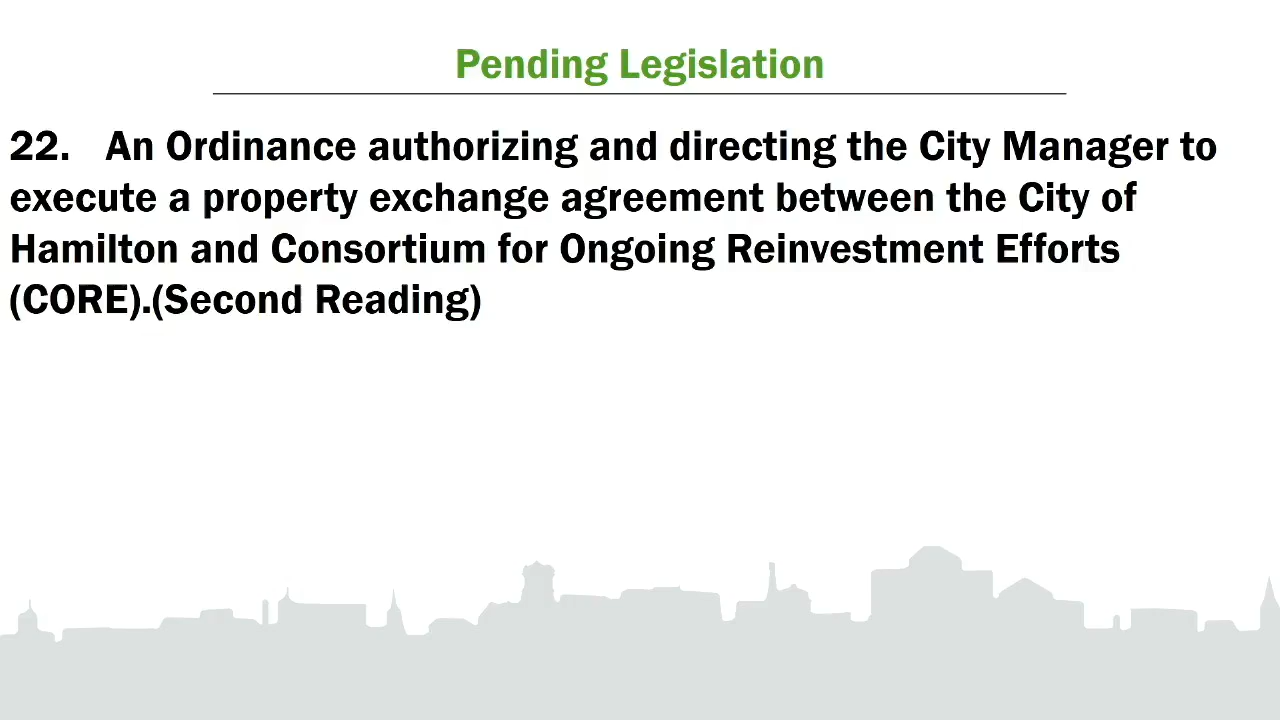 Pending Legislation
22. An Ordinance authorizing and directing the City Manager to
execute a property exchange agreement between the City of
Hamilton and Consortium for Ongoing Reinvestment Efforts
(CORE).(Second Reading)